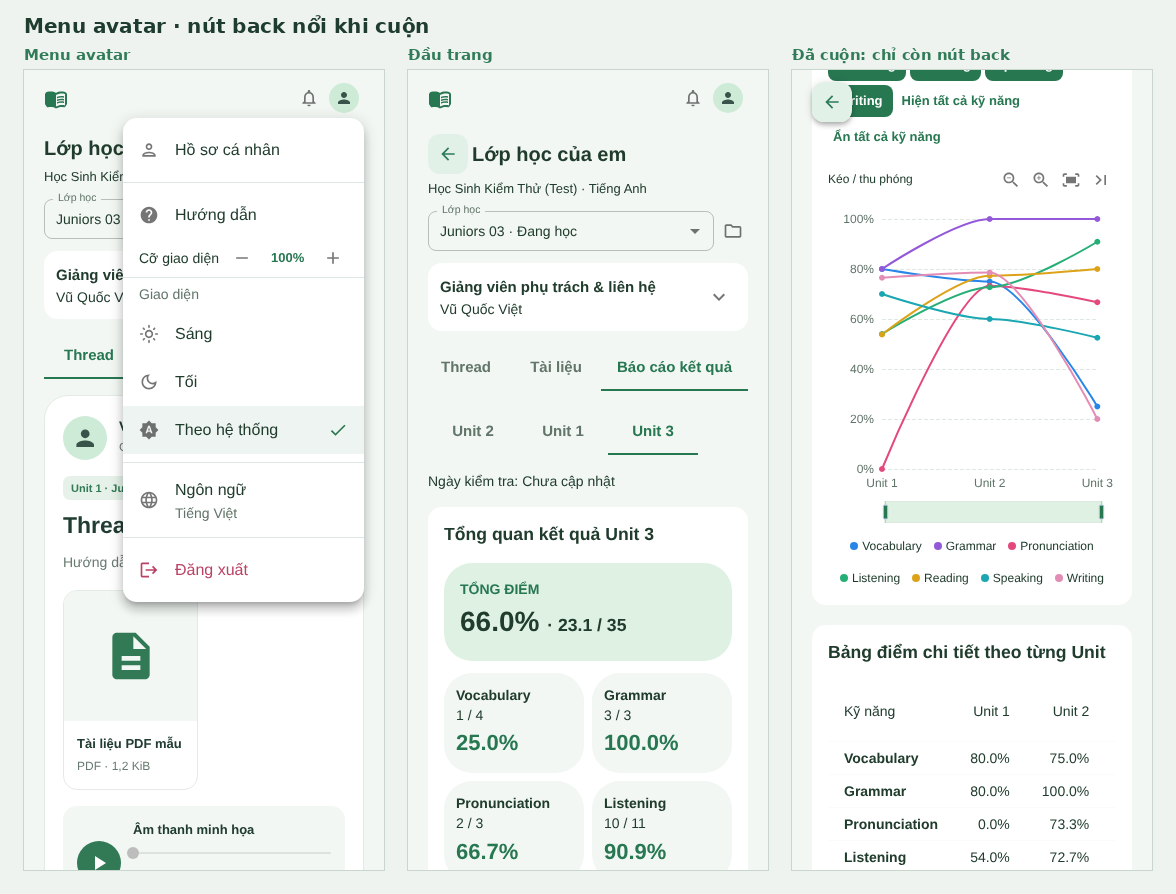 Menu avatar · nút back nổi khi cuộn
Menu avatar
Lớp học
Học Sinh Kiểm
Lớp học
Juniors 03
Giảng viên
Vũ Quốc V
Thread
Hồ sơ cá nhân
Hướng dẫn
Cỡ giao diện
100%
Giao diện
Sáng
Tối
Theo hệ thống
Ngôn ngữ
Tiếng Việt
Đăng xuất
Unit 1 · Ju
Threa
Hướng dẫ
Tài liệu PDF mẫu
PDF · 1,2 KiB
Âm thanh minh họa
Đầu trang
Lớp học của em
Học Sinh Kiểm Thử (Test) · Tiếng Anh
Lớp học
Juniors 03 · Đang học
Giảng viên phụ trách & liên hệ
Vũ Quốc Việt
Thread Tài liệu Báo cáo kết quả
Unit 2 Unit 1 Unit 3
Ngày kiểm tra: Chưa cập nhật
Tổng quan kết quả Unit 3
TỔNG ĐIỂM
66.0% · 23.1 / 35
Vocabulary
1 / 4
25.0%
Grammar
3 / 3
100.0%
Pronunciation
2 / 3
66.7%
Listening
10 / 11
90.9%
Đã cuộn: chỉ còn nút back
riting Hiện tất cả kỹ năng
Ẩn tất cả kỹ năng
Kéo / thu phóng
100%
80%
60%
40%
20%
0%
Unit 1 Unit 2 Unit 3
Vocabulary Grammar Pronunciation
Listening Reading Speaking Writing
Bảng điểm chi tiết theo từng Unit
Kỹ năng Unit 1 Unit 2
Vocabulary 80.0% 75.0%
Grammar 80.0% 100.0%
Pronunciation 0.0% 73.3%
Listening 54.0% 72.7%